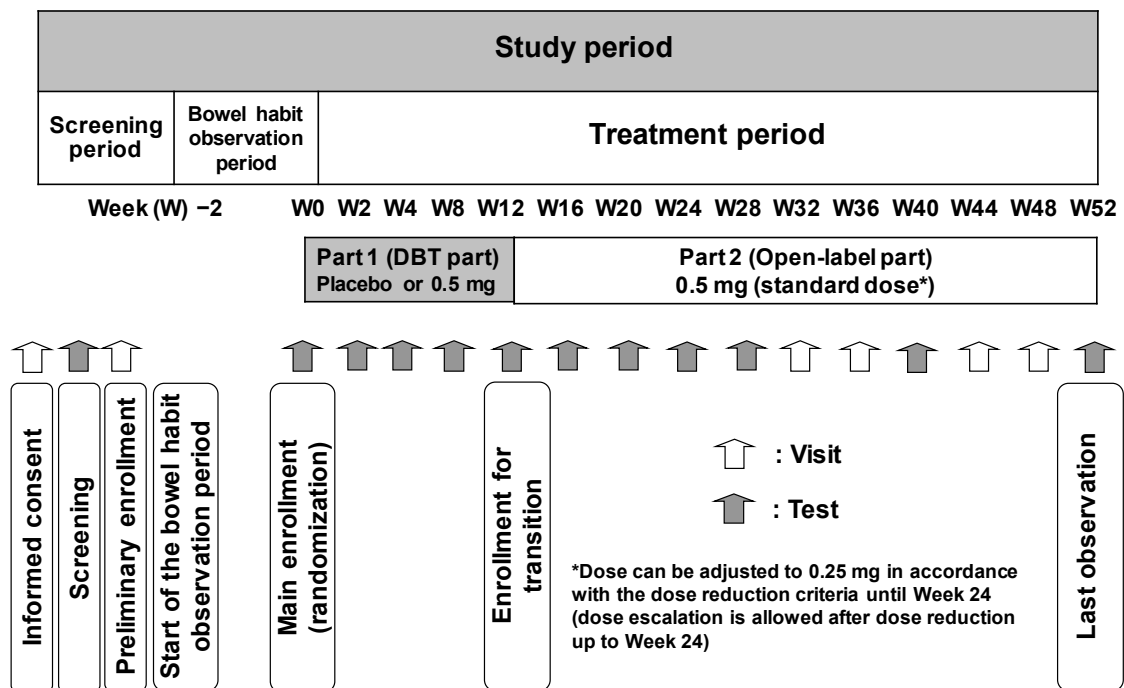 Study period
Screening
period
Bowel habit
observation
period
Treatment period
Week (W) −2 W0 W2 W4 W8 W12 W16 W20 W24 W28 W32 W36 W40 W44 W48 W52
Part 1 (DBT part)
Placebo or 0.5 mg
Part 2 (Open-label part)
0.5 mg (standard dose*)
Informed consent
Screening
Preliminary enrollment
Start of the bowel habit
observation period
Main enrollment
(randomization)
Enrollment for
transition
: Visit
: Test
*Dose can be adjusted to 0.25 mg in accordance
with the dose reduction criteria until Week 24
(dose escalation is allowed after dose reduction
up to Week 24)
Last observation